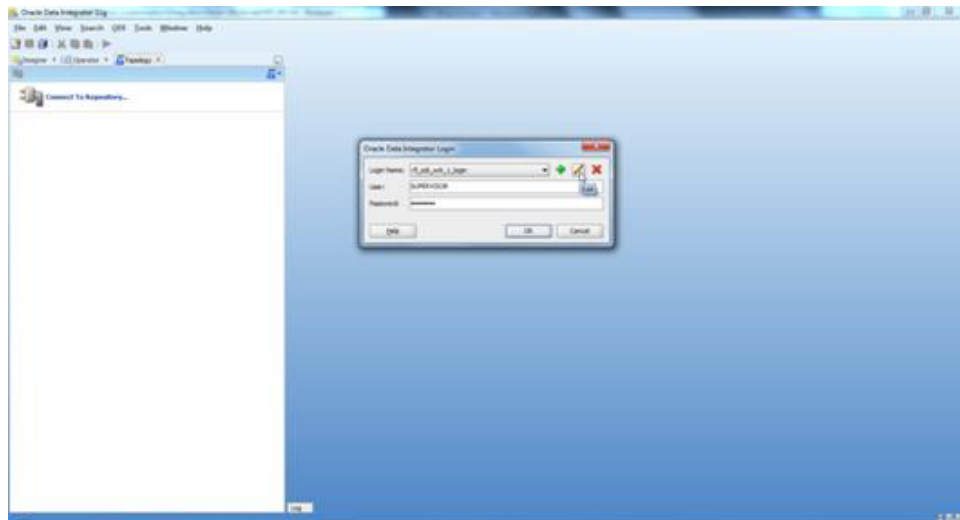 Oracle Data Integrator 11g
File Edit View Search ODI Tools Window Help
Designer Operator Topology
Connect To Repository...
Oracle Data Integrator Login
Login Name:
User: SUPERVISOR
Password: ••••••••
Edit
Help OK Cancel
Log